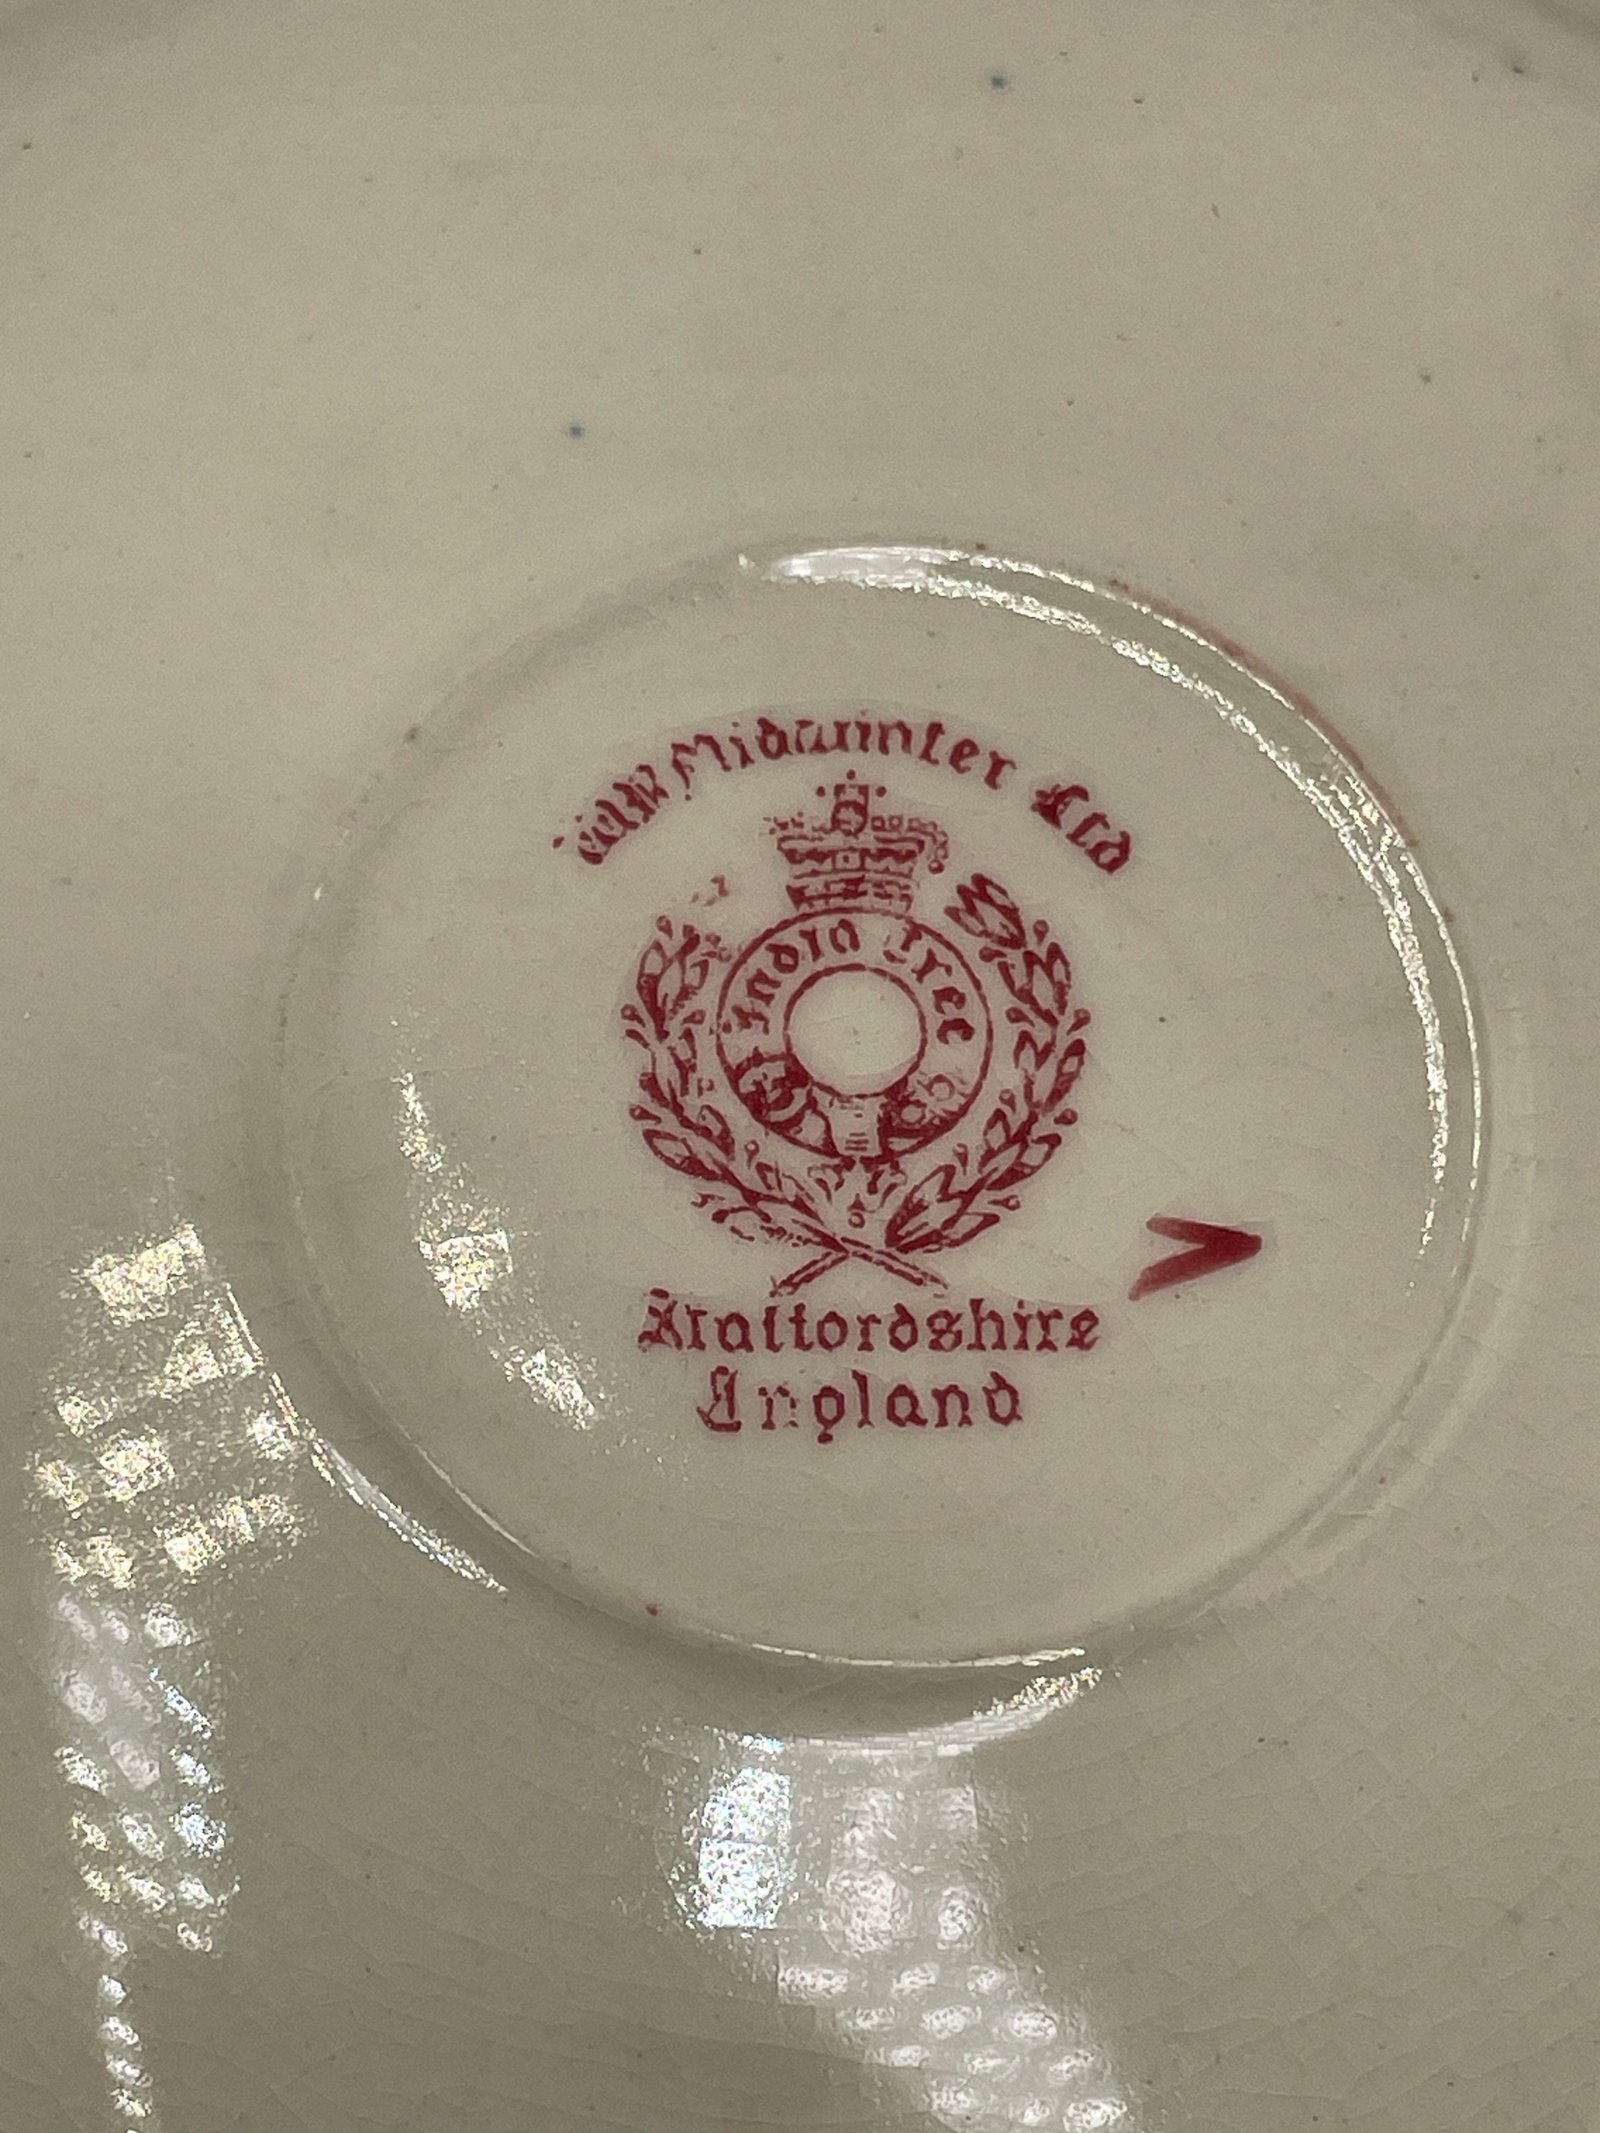 W.R Midwinter Ltd
India Tree
Staffordshire
England